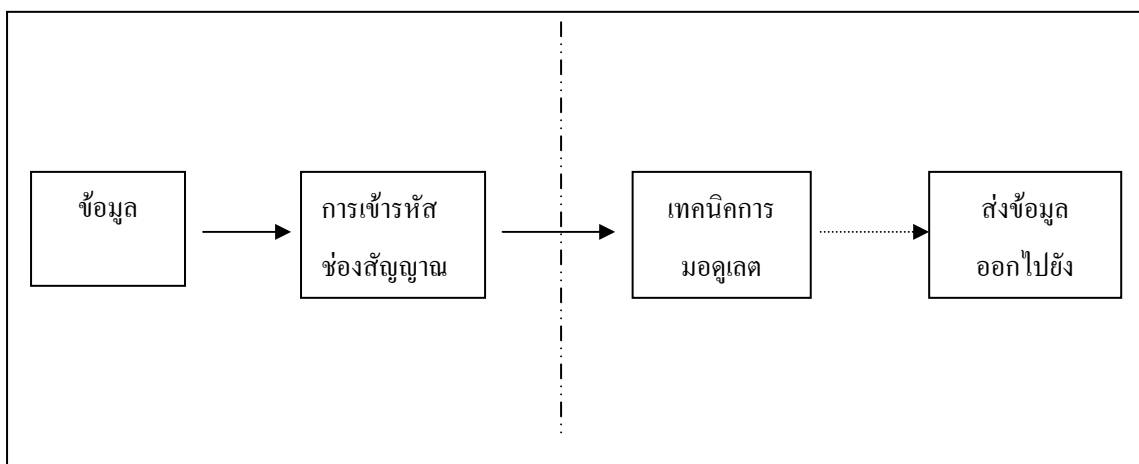 ข้อมูล
การเข้ารหัส
ช่องสัญญาณ
เทคนิคการ
มอดูเลต
ส่งข้อมูล
ออกไปยัง